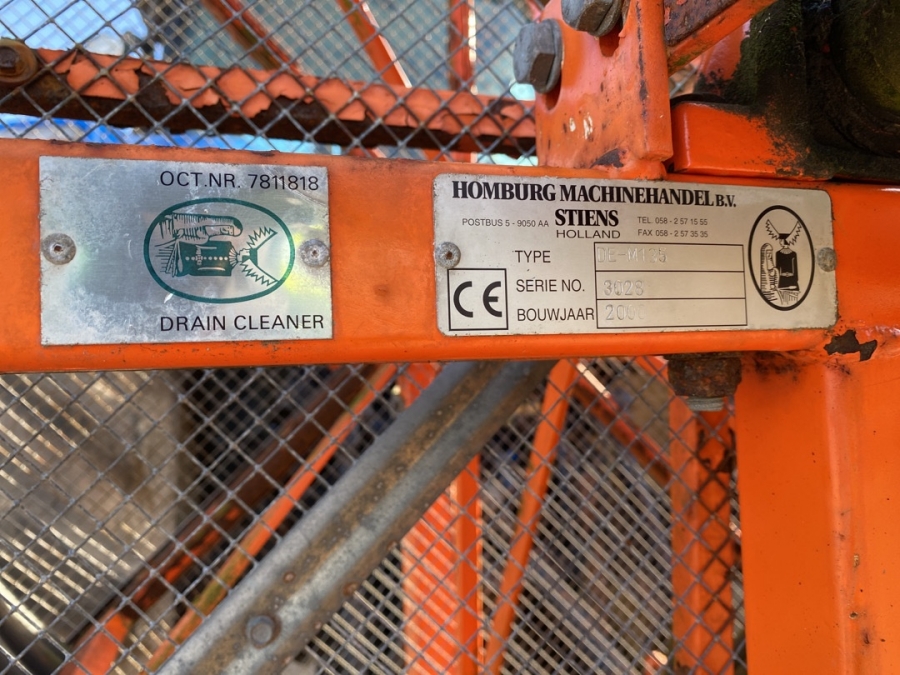 OCT.NR. 7811818
DRAIN CLEANER
HOMBURG MACHINEHANDEL B.V.
POSTBUS 5 - 9050 AA STIENS TEL. 058 - 2 57 15 55
HOLLAND FAX 058 - 2 57 35 35
TYPE
SERIE NO.
BOUWJAAR
CE